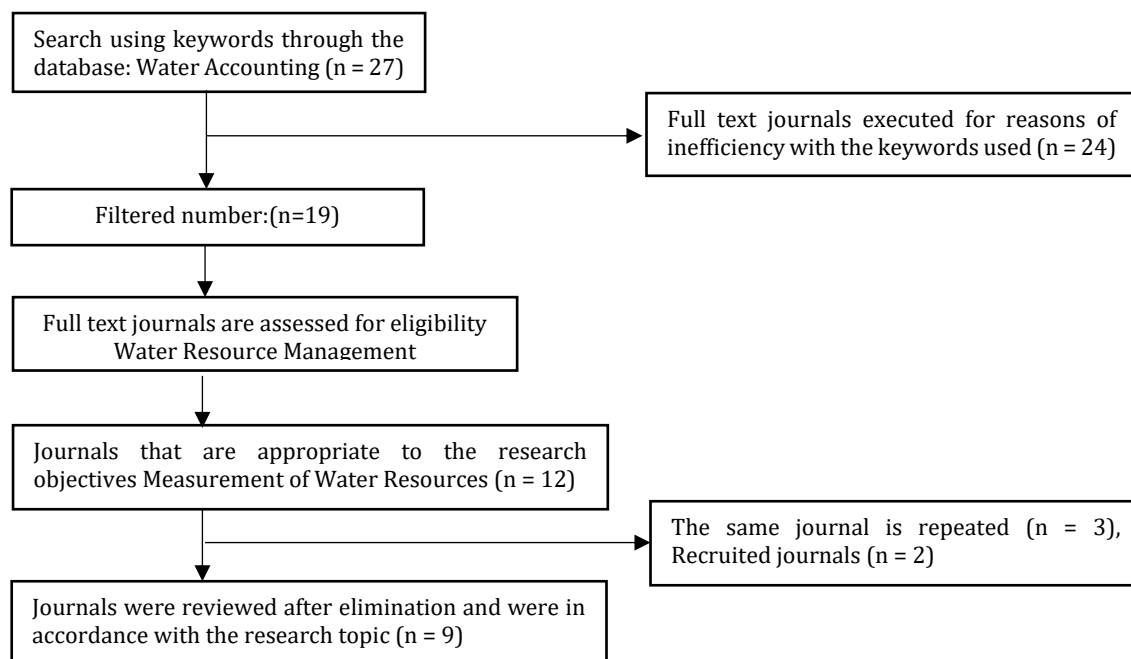 Search using keywords through the
database: Water Accounting (n = 27)
Full text journals executed for reasons of
inefficiency with the keywords used (n = 24)
Filtered number:(n=19)
Full text journals are assessed for eligibility
Water Resource Management
Journals that are appropriate to the research
objectives Measurement of Water Resources (n = 12)
The same journal is repeated (n = 3),
Recruited journals (n = 2)
Journals were reviewed after elimination and were in
accordance with the research topic (n = 9)